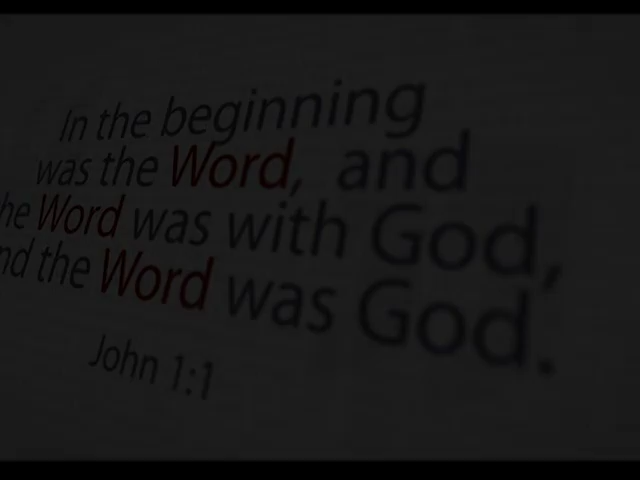 In the beginning
was the Word, and
he Word was with God,
nd the Word was God.
John 1:1